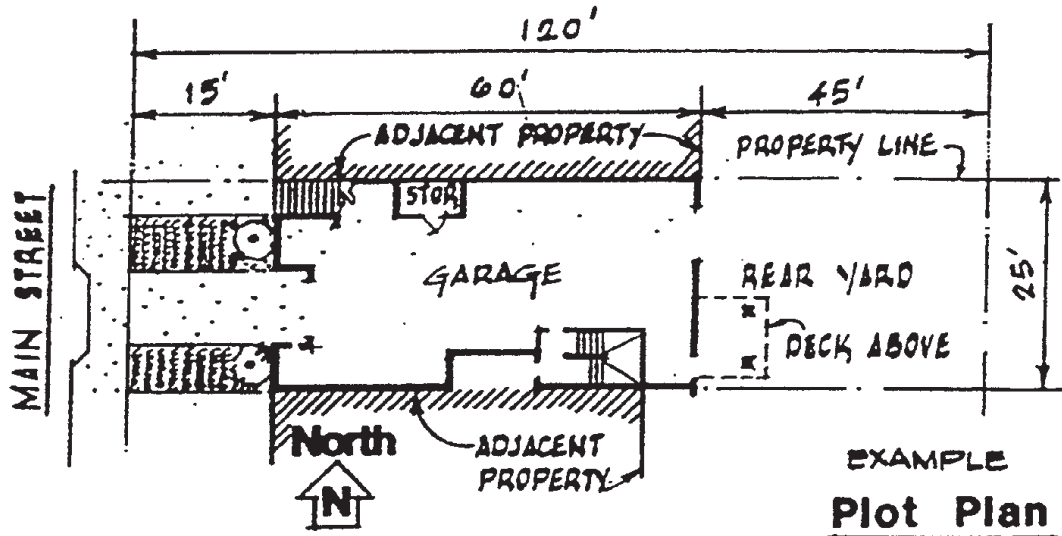 120'
15'
60'
45'
ADJACENT PROPERTY
PROPERTY LINE
STOR
MAIN STREET
GARAGE
REAR YARD
25'
DECK ABOVE
North
N
ADJACENT
PROPERTY
EXAMPLE
Plot Plan